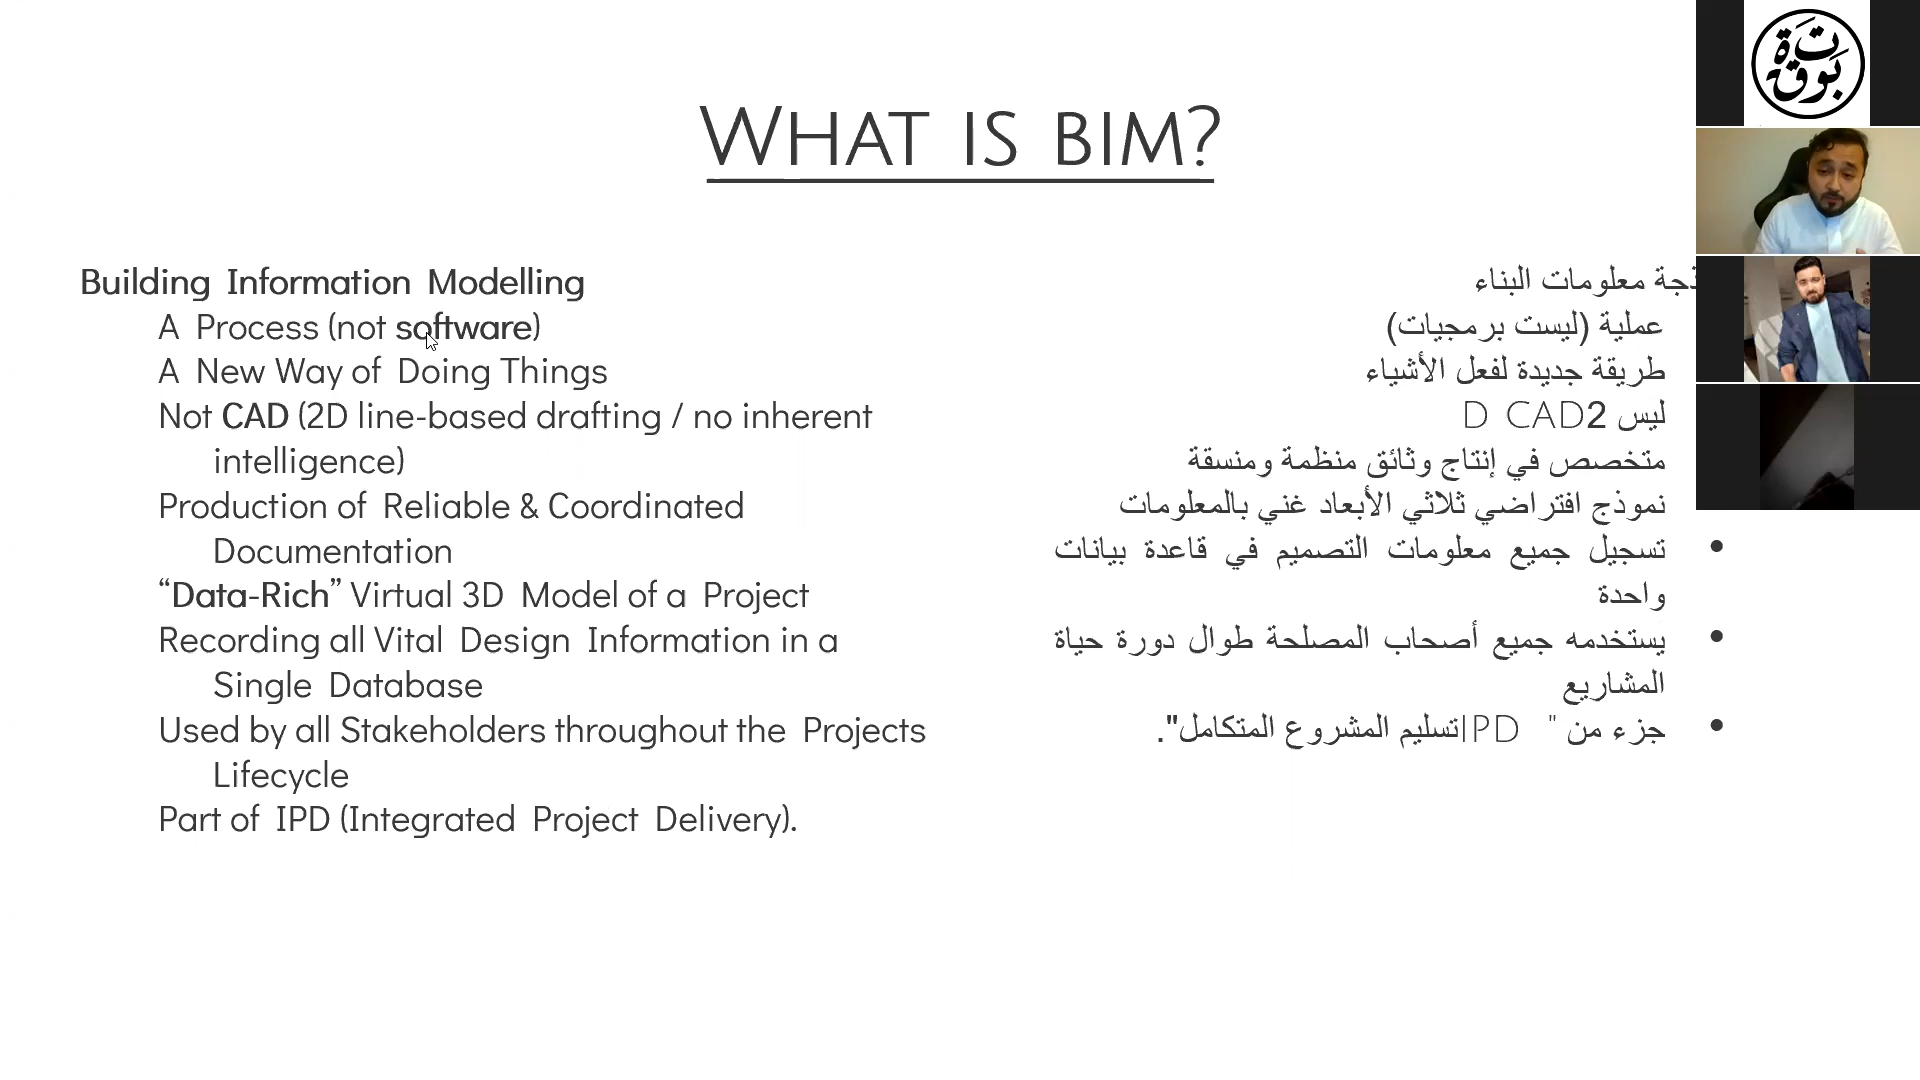 WHAT IS BIM?
Building Information Modelling
A Process (not software)
A New Way of Doing Things
Not CAD (2D line-based drafting / no inherent
intelligence)
Production of Reliable & Coordinated
Documentation
“Data-Rich” Virtual 3D Model of a Project
Recording all Vital Design Information in a
Single Database
Used by all Stakeholders throughout the Projects
Lifecycle
Part of IPD (Integrated Project Delivery).
معلومات البناء
عملية (ليست برمجيات)
طريقة جديدة لفعل الأشياء
ليس 2D CAD
متخصص في إنتاج وثائق منظمة ومنسقة
نموذج افتراضي ثلاثي الأبعاد غني بالمعلومات
• تسجيل جميع معلومات التصميم في قاعدة بيانات
واحدة
• يستخدمه جميع أصحاب المصلحة طوال دورة حياة
المشاريع
• جزء من " IPDتسليم المشروع المتكامل".
بوتقة